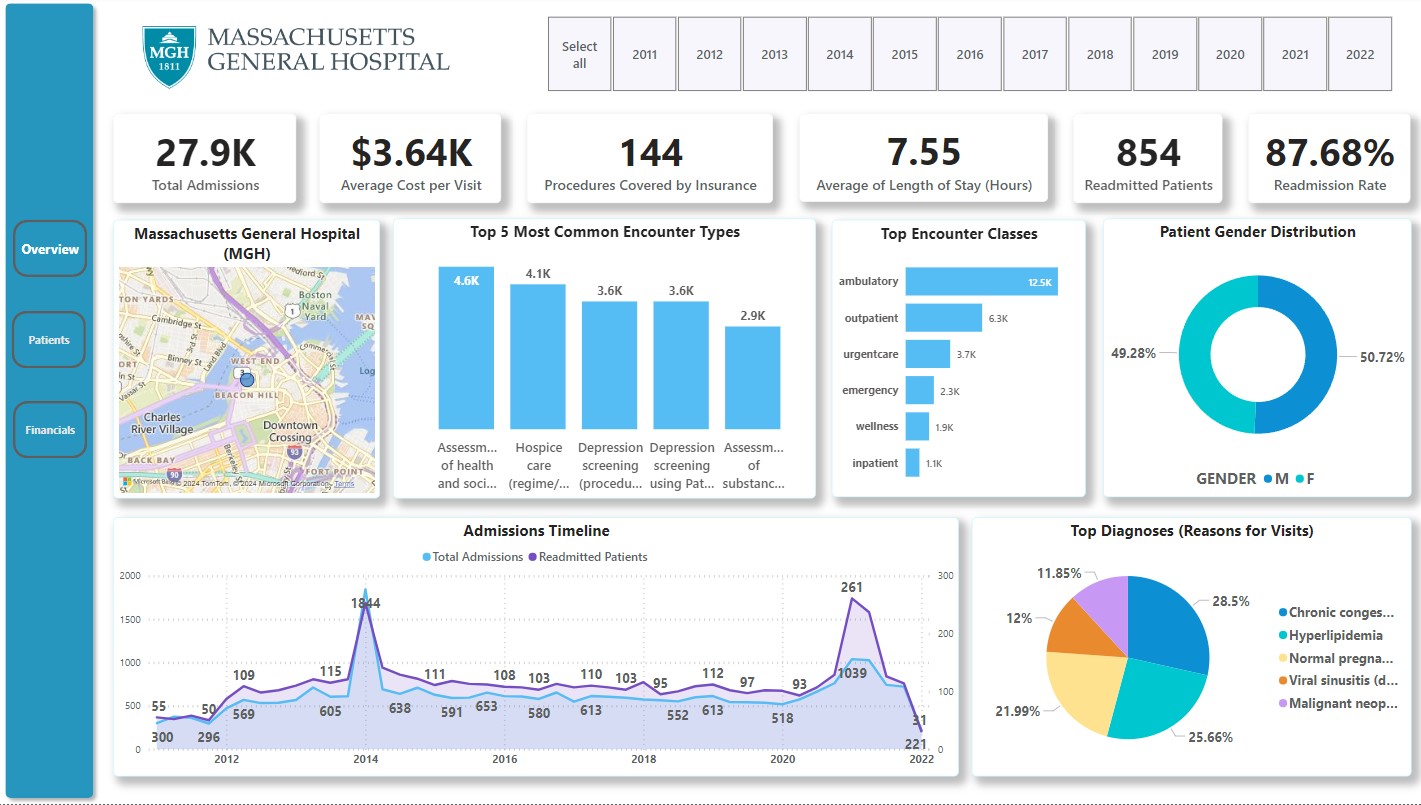 MASSACHUSETTS
GENERAL HOSPITAL
MGH
1811
Select
all
2011
2012
2013
2014
2015
2016
2017
2018
2019
2020
2021
2022
27.9K
Total Admissions
$3.64K
Average Cost per Visit
144
Procedures Covered by Insurance
7.55
Average of Length of Stay (Hours)
854
Readmitted Patients
87.68%
Readmission Rate
Overview
Patients
Financials
Massachusetts General Hospital
(MGH)
TON YARDS
Boston
Naval
Yard
1
Cambridge St
3rd St
Land Blvd
Binney St
Commerc
WEST END
3
BEACON HILL
Charles
River Village
Downtown
Crossing
93
BACK BAY
Berkeley
FORT POINT
90
© 2024 TomTom, © 2024 Microsoft Corporation, Terms
Top 5 Most Common Encounter Types
4.6K
4.1K
3.6K
3.6K
2.9K
Assessm...
of health
and soci...
Hospice
care
(regime/...
Depression
screening
(procedu...
Depression
screening
using Pat...
Assessm...
of
substanc...
Top Encounter Classes
ambulatory
12.5K
outpatient
6.3K
urgentcare
3.7K
emergency
2.3K
wellness
1.9K
inpatient
1.1K
Patient Gender Distribution
49.28%
50.72%
GENDER M F
Admissions Timeline
Total Admissions Readmitted Patients
2000
1500
1000
500
0
300
200
100
0
55
300
50
296
109
569
115
605
1844
638
111
591
653
108
103
580
110
613
103
95
552
112
613
97
518
93
261
1039
31
221
2012
2014
2016
2018
2020
2022
Top Diagnoses (Reasons for Visits)
11.85%
28.5%
12%
21.99%
25.66%
Chronic conges...
Hyperlipidemia
Normal pregna...
Viral sinusitis (d...
Malignant neop...